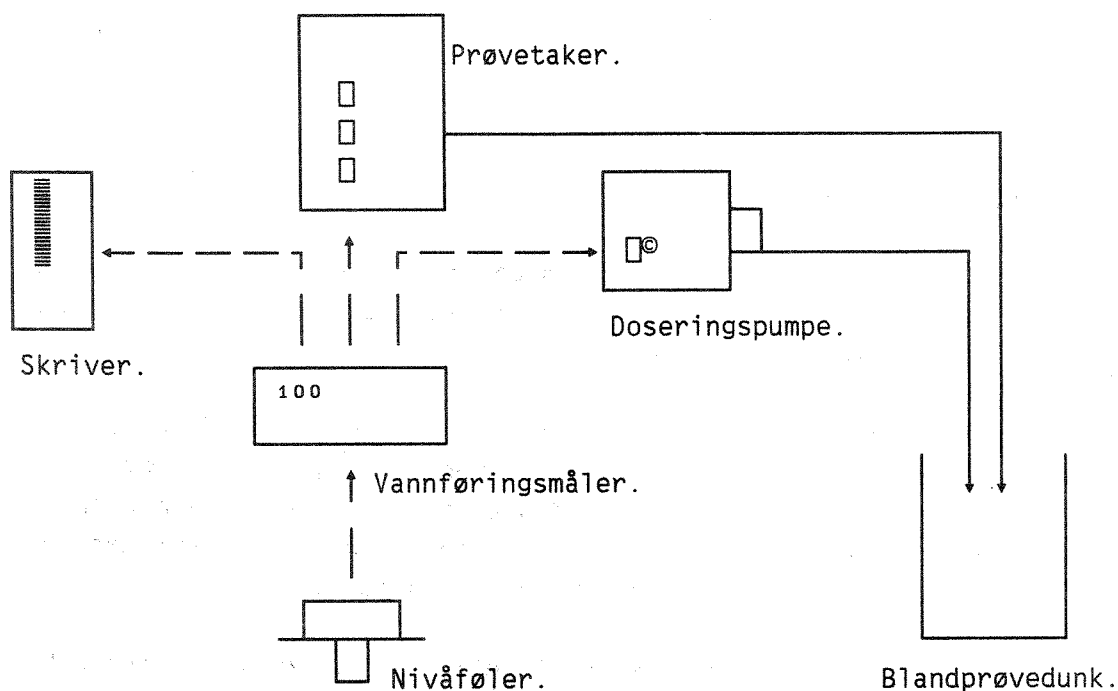 Prøvetaker.
©
Doseringspumpe.
Skriver.
100
Vannføringsmåler.
Nivåføler.
Blandprøvedunk.